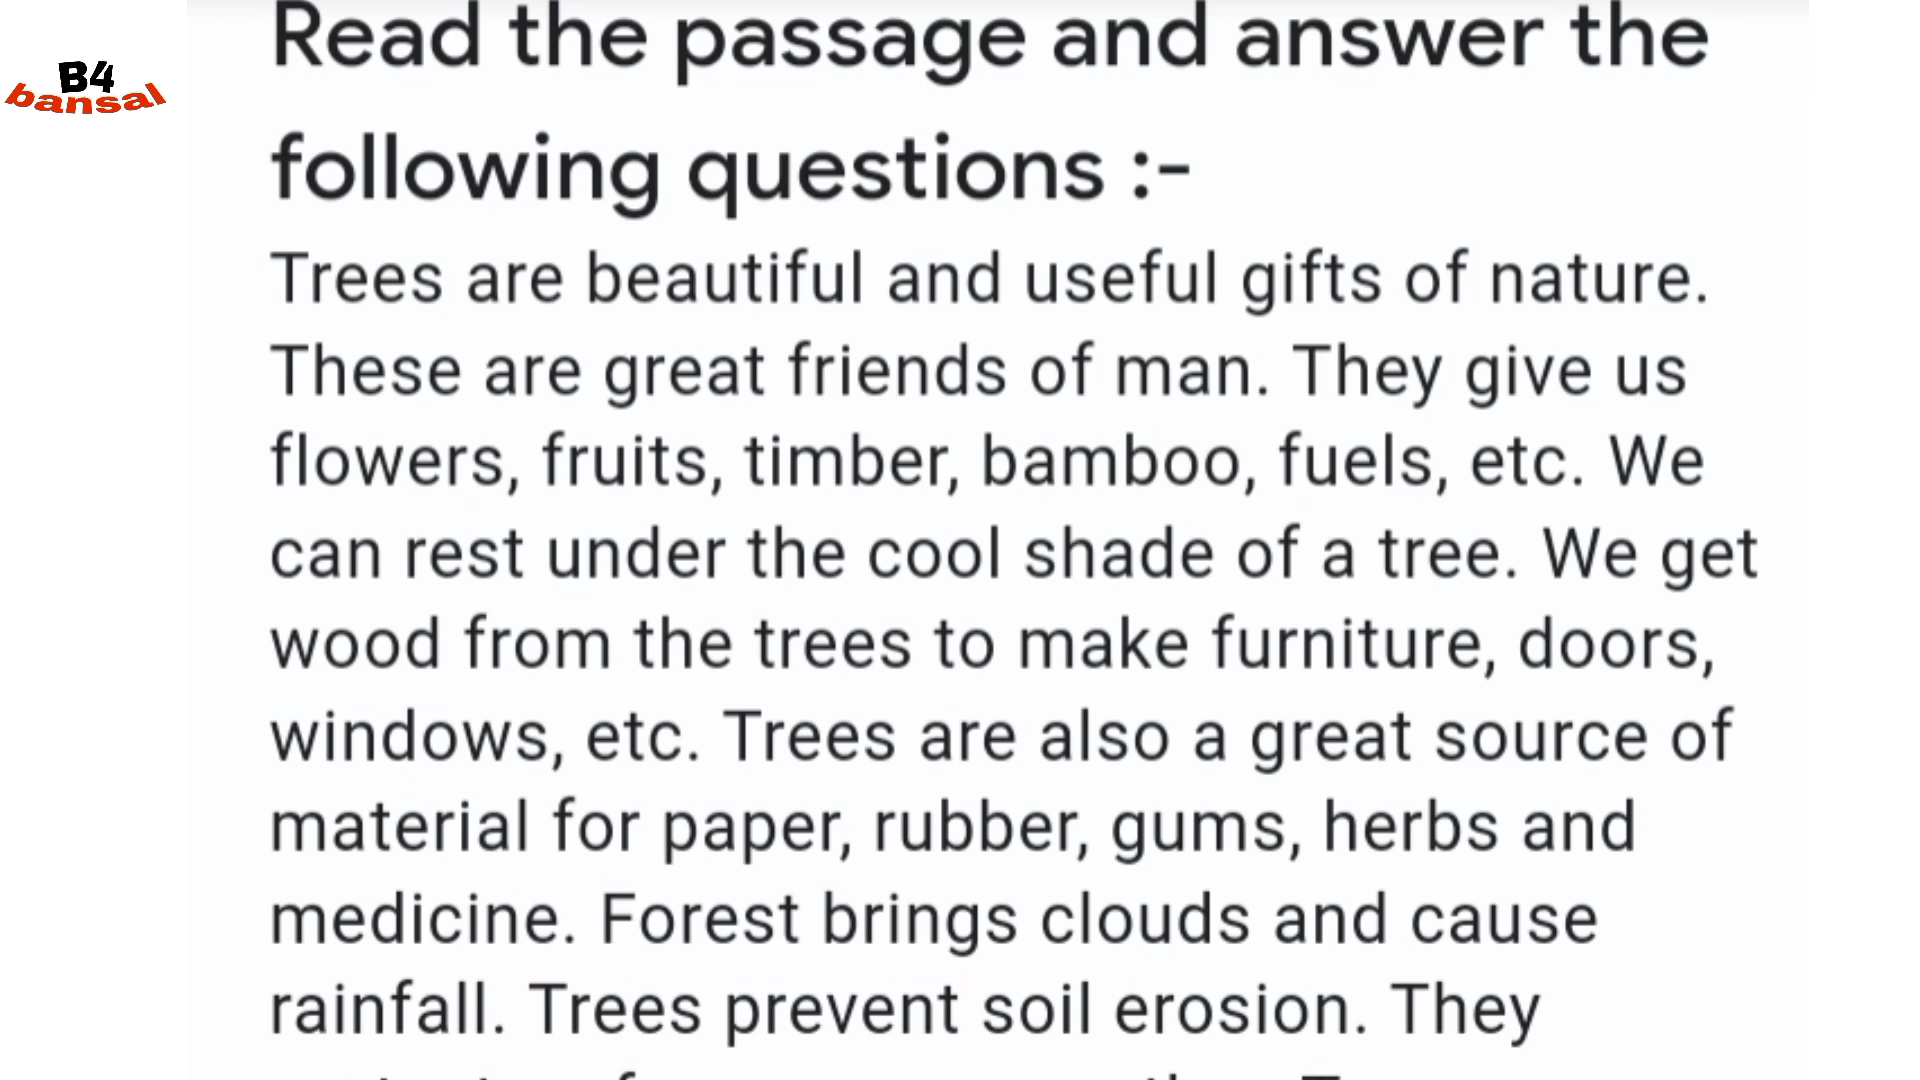 B4
bansal
Read the passage and answer the
following questions :-
Trees are beautiful and useful gifts of nature.
These are great friends of man. They give us
flowers, fruits, timber, bamboo, fuels, etc. We
can rest under the cool shade of a tree. We get
wood from the trees to make furniture, doors,
windows, etc. Trees are also a great source of
material for paper, rubber, gums, herbs and
medicine. Forest brings clouds and cause
rainfall. Trees prevent soil erosion. They